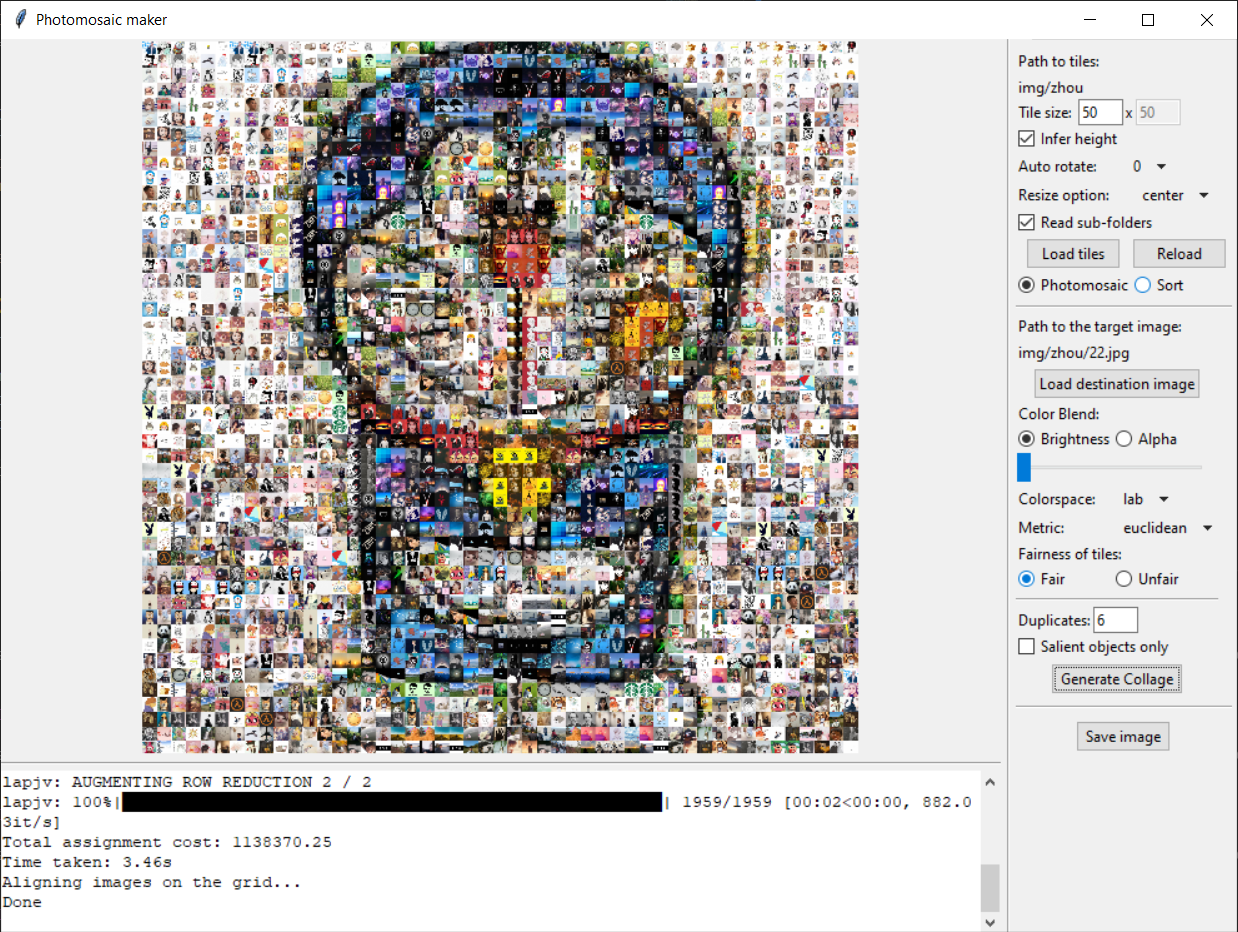 Photomosaic maker
Path to tiles:
img/zhou
Tile size: 50 x 50
Infer height
Auto rotate: 0
Resize option: center
Read sub-folders
Load tiles Reload
Photomosaic Sort
Path to the target image:
img/zhou/22.jpg
Load destination image
Color Blend:
Brightness Alpha
Colorspace: lab
Metric: euclidean
Fairness of tiles:
Fair Unfair
Duplicates: 6
Salient objects only
Generate Collage
Save image
lapjv: AUGMENTING ROW REDUCTION 2 / 2
lapjv: 100%| | 1959/1959 [00:02<00:00, 882.0
3it/s]
Total assignment cost: 1138370.25
Time taken: 3.46s
Aligning images on the grid...
Done